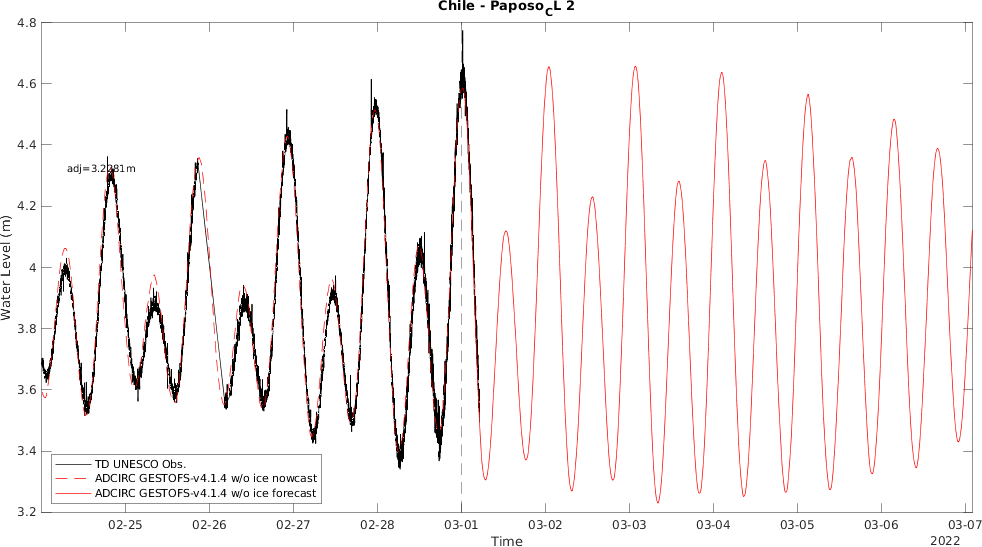 Chile - Paposo_CL 2
4.8
4.6
4.4
4.2
4
3.8
3.6
3.4
3.2
Water Level (m)
adj=3.2281m
TD UNESCO Obs.
ADCIRC GESTOFS-v4.1.4 w/o ice nowcast
ADCIRC GESTOFS-v4.1.4 w/o ice forecast
02-25 02-26 02-27 02-28 03-01 03-02 03-03 03-04 03-05 03-06 03-07
Time
2022